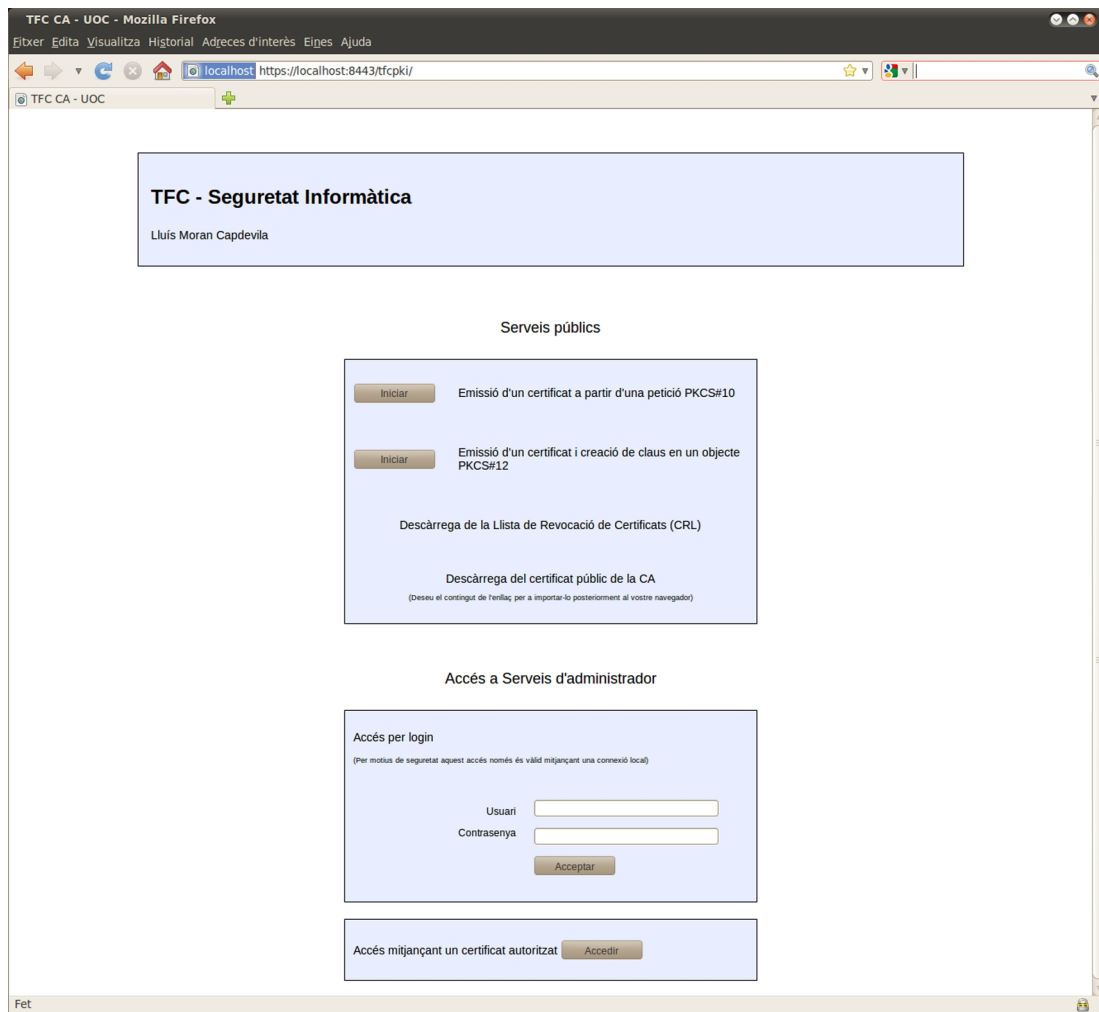 TFC CA - UOC - Mozilla Firefox
Fitxer Edita Visualitza Historial Adreces d'interès Eines Ajuda
localhost https://localhost:8443/tfcpki/
TFC CA - UOC
TFC - Seguretat Informàtica
Lluís Moran Capdevila
Serveis públics
Iniciar Emissió d'un certificat a partir d'una petició PKCS#10
Iniciar Emissió d'un certificat i creació de claus en un objecte
PKCS#12
Descàrrega de la Llista de Revocació de Certificats (CRL)
Descàrrega del certificat públic de la CA
(Deseu el contingut de l'enllaç per a importar-lo posteriorment al vostre navegador)
Accés a Serveis d'administrador
Accés per login
(Per motius de seguretat aquest accés només és vàlid mitjançant una connexió local)
Usuari
Contrasenya
Acceptar
Accés mitjançant un certificat autoritzat Accedir
Fet